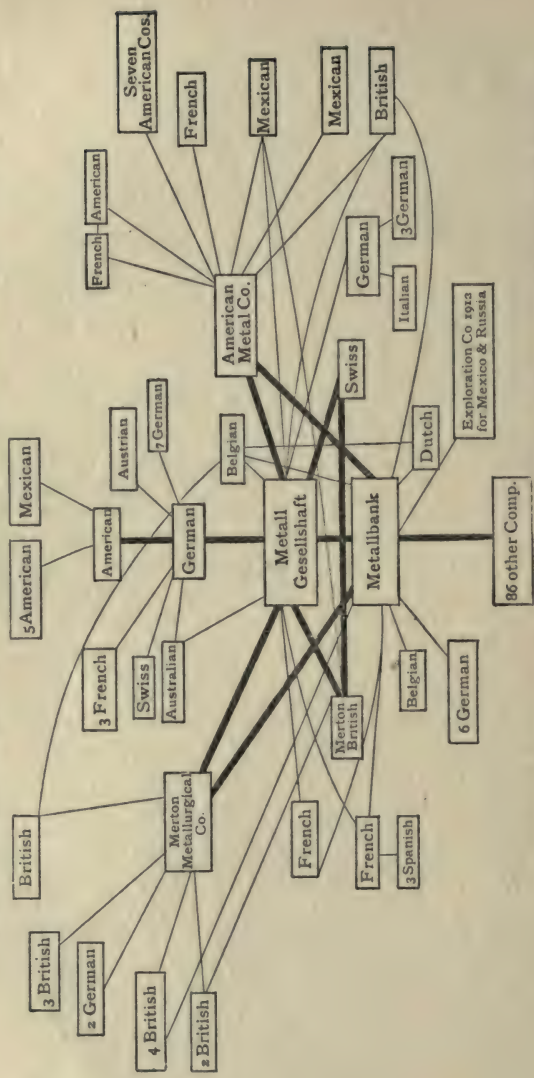 5 American
Mexican
French
American
Seven
American Cos.
French
Mexican
Mexican
British
British
3 British
2 German
4 British
2 British
Merton
Metallurgical
Co.
American
3 French
Swiss
Australian
Austrian
7 German
German
Belgian
American
Metal Co.
German
3 German
Italian
Metall
Gesellshaft
Swiss
Merton
British
Metallbank
Dutch
Exploration Co 1913
for Mexico & Russia
French
French
3 Spanish
Belgian
6 German
86 other Comp.